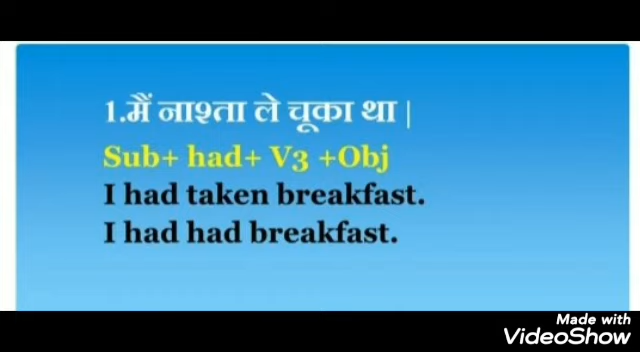 1.मैं नाश्ता ले चूका था |
Sub+ had+ V3 +Obj
I had taken breakfast.
I had had breakfast.
Made with
VideoShow